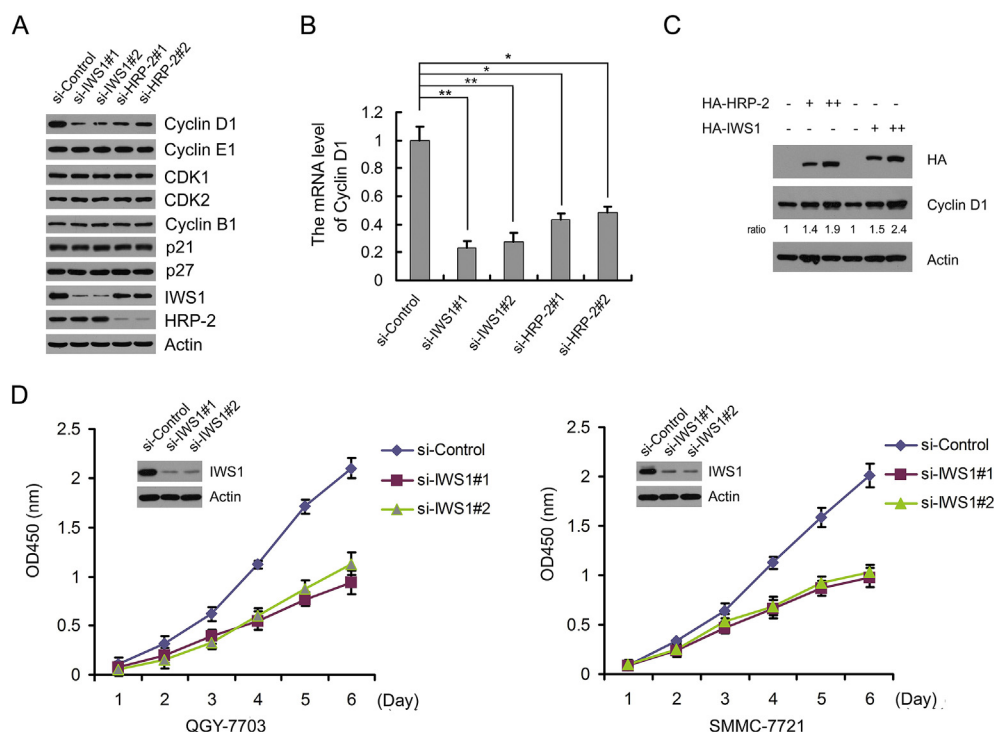 A
si-Control
si-IWS1#1
si-IWS1#2
si-HRP-2#1
si-HRP-2#2
Cyclin D1
Cyclin E1
CDK1
CDK2
Cyclin B1
p21
p27
IWS1
HRP-2
Actin
B
The mRNA level
of Cyclin D1
1.2
1
0.8
0.6
0.4
0.2
0
**
*
**
*
si-Control
si-IWS1#1
si-IWS1#2
si-HRP-2#1
si-HRP-2#2
C
HA-HRP-2 - + ++ - - -
HA-IWS1 - - - - + ++
HA
Cyclin D1
ratio 1 1.4 1.9 1 1.5 2.4
Actin
D
si-Control
si-IWS1#1
si-IWS1#2
IWS1
Actin
OD450 (nm)
2.5
2
1.5
1
0.5
0
1 2 3 4 5 6 (Day)
QGY-7703
si-Control
si-IWS1#1
si-IWS1#2
si-Control
si-IWS1#1
si-IWS1#2
IWS1
Actin
OD450 (nm)
2.5
2
1.5
1
0.5
0
1 2 3 4 5 6 (Day)
SMMC-7721
si-Control
si-IWS1#1
si-IWS1#2